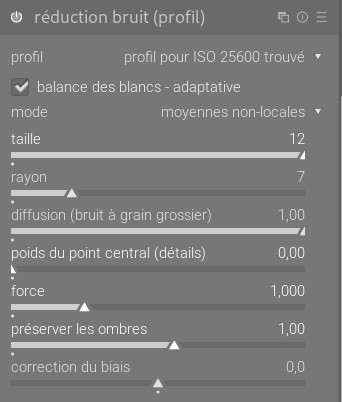 réduction bruit (profil)
profil profil pour ISO 25600 trouvé
balance des blancs - adaptative
mode moyennes non-locales
taille 12
rayon 7
diffusion (bruit à grain grossier) 1,00
poids du point central (détails) 0,00
force 1,000
préserver les ombres 1,00
correction du biais 0,0